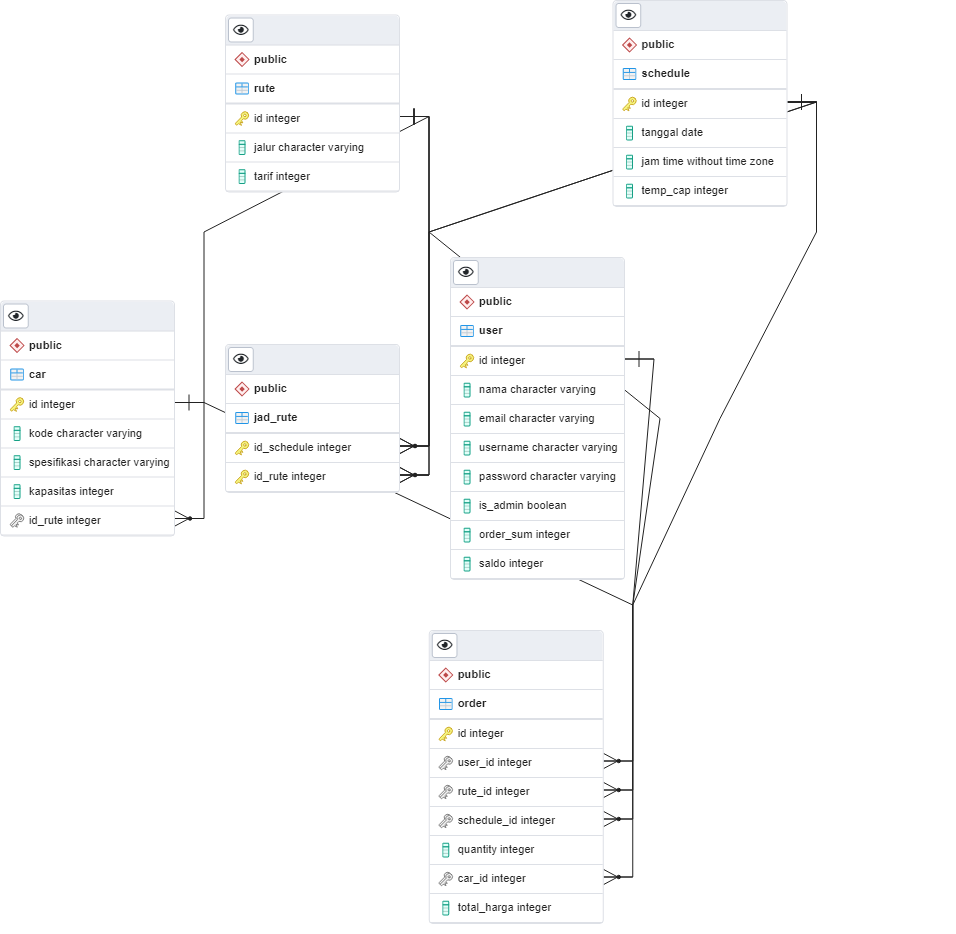 public
rute
id integer
jalur character varying
tarif integer
public
schedule
id integer
tanggal date
jam time without time zone
temp_cap integer
public
car
id integer
kode character varying
spesifikasi character varying
kapasitas integer
id_rute integer
public
jad_rute
id_schedule integer
id_rute integer
public
user
id integer
nama character varying
email character varying
username character varying
password character varying
is_admin boolean
order_sum integer
saldo integer
public
order
id integer
user_id integer
rute_id integer
schedule_id integer
quantity integer
car_id integer
total_harga integer